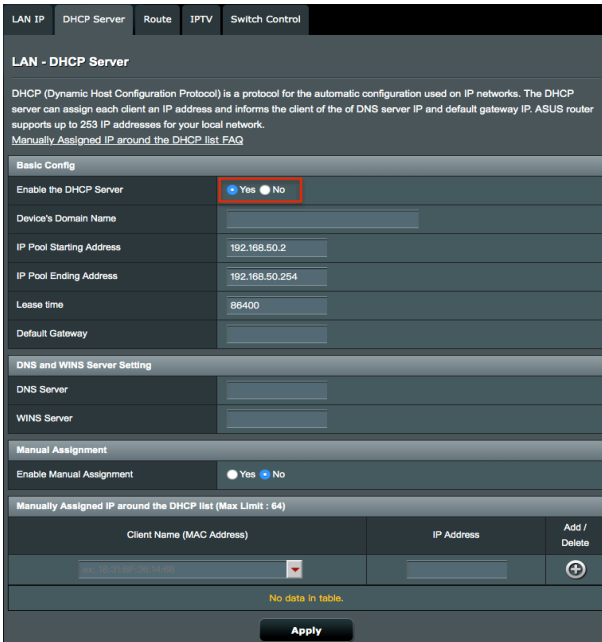 LAN IP DHCP Server Route IPTV Switch Control
LAN - DHCP Server
DHCP (Dynamic Host Configuration Protocol) is a protocol for the automatic configuration used on IP networks. The DHCP
server can assign each client an IP address and informs the client of the of DNS server IP and default gateway IP. ASUS router
supports up to 253 IP addresses for your local network.
Manually Assigned IP around the DHCP list FAQ
Basic Config
Enable the DHCP Server Yes No
Device's Domain Name
IP Pool Starting Address 192.168.50.2
IP Pool Ending Address 192.168.50.254
Lease time 86400
Default Gateway
DNS and WINS Server Setting
DNS Server
WINS Server
Manual Assignment
Enable Manual Assignment Yes No
Manually Assigned IP around the DHCP list (Max Limit : 64)
Client Name (MAC Address) IP Address Add /
Delete
No data in table.
Apply